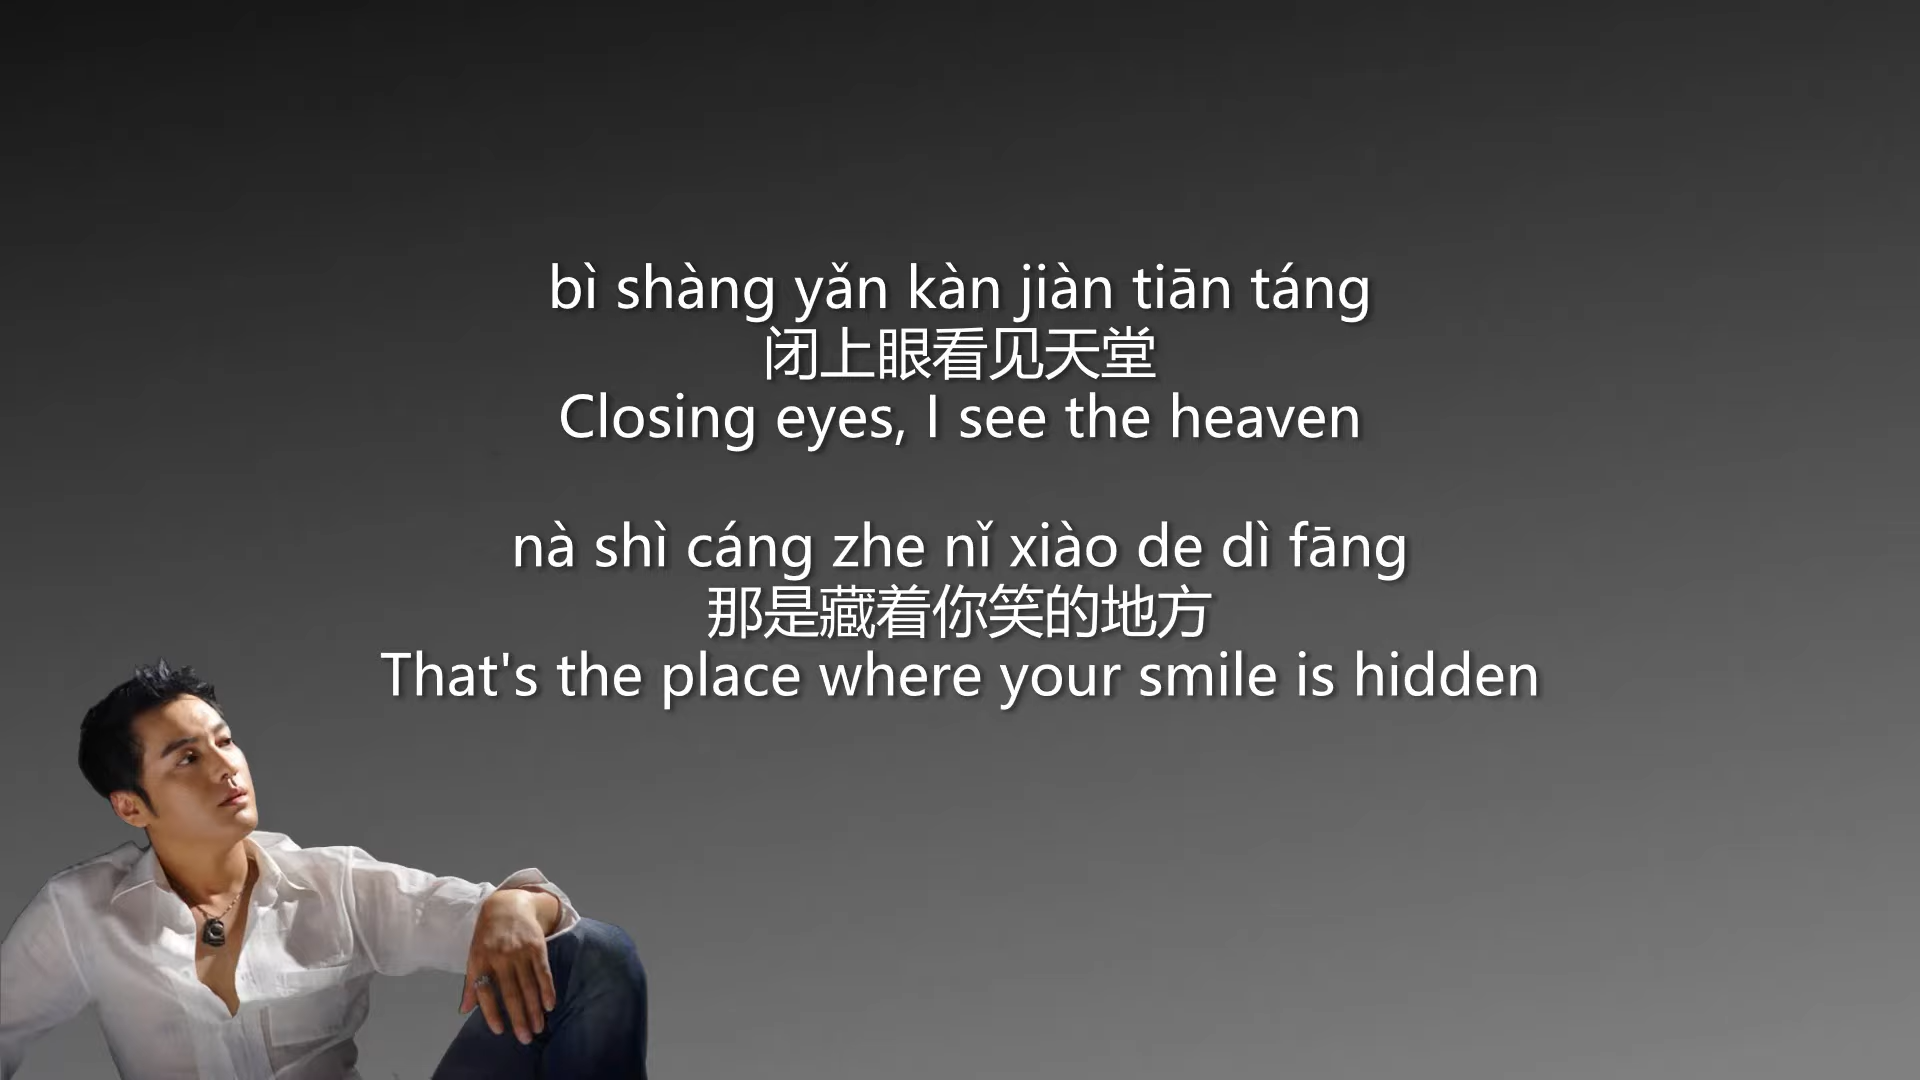 bì shàng yǎn kàn jiàn tiān táng
闭上眼看见天堂
Closing eyes, I see the heaven
nà shì cáng zhe nǐ xiào de dì fāng
那是藏着你笑的地方
That's the place where your smile is hidden